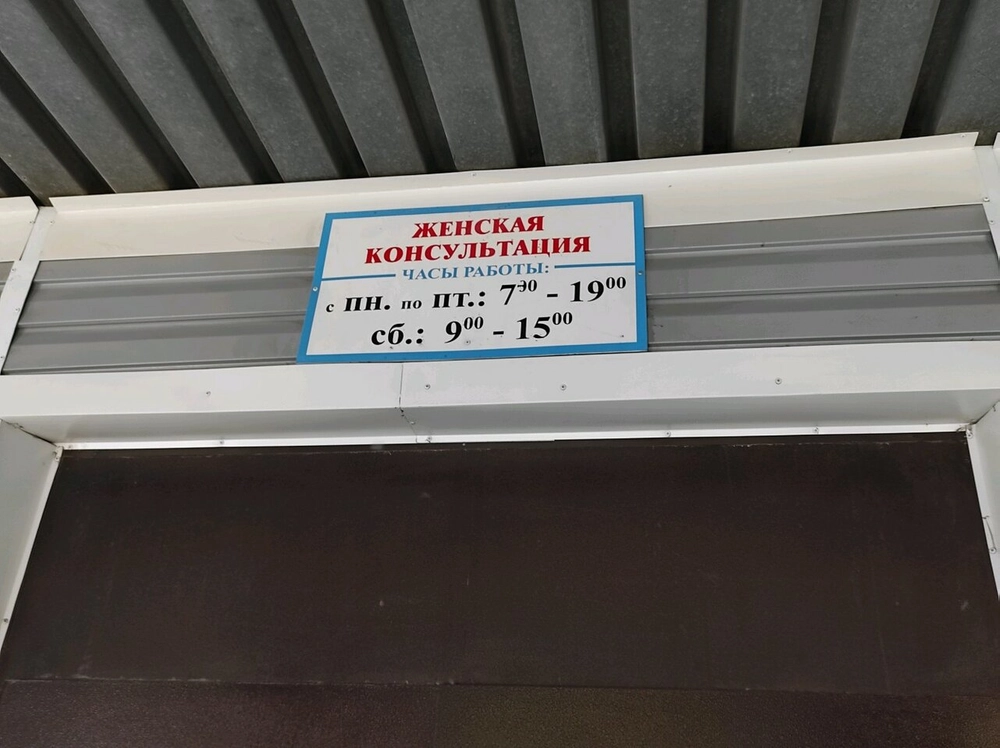 ЖЕНСКАЯ
КОНСУЛЬТАЦИЯ
ЧАСЫ РАБОТЫ:
с пн. по пт.: 7³⁰ - 19⁰⁰
сб.: 9⁰⁰ - 15⁰⁰